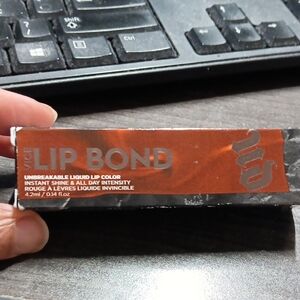 LIP BOND
UNBREAKABLE LIQUID LIP COLOR
INSTANT SHINE & ALL DAY INTENSITY
ROUGE À LÈVRES LIQUIDE INVINCIBLE
4.2ml / 0.14 fl.oz
Shift